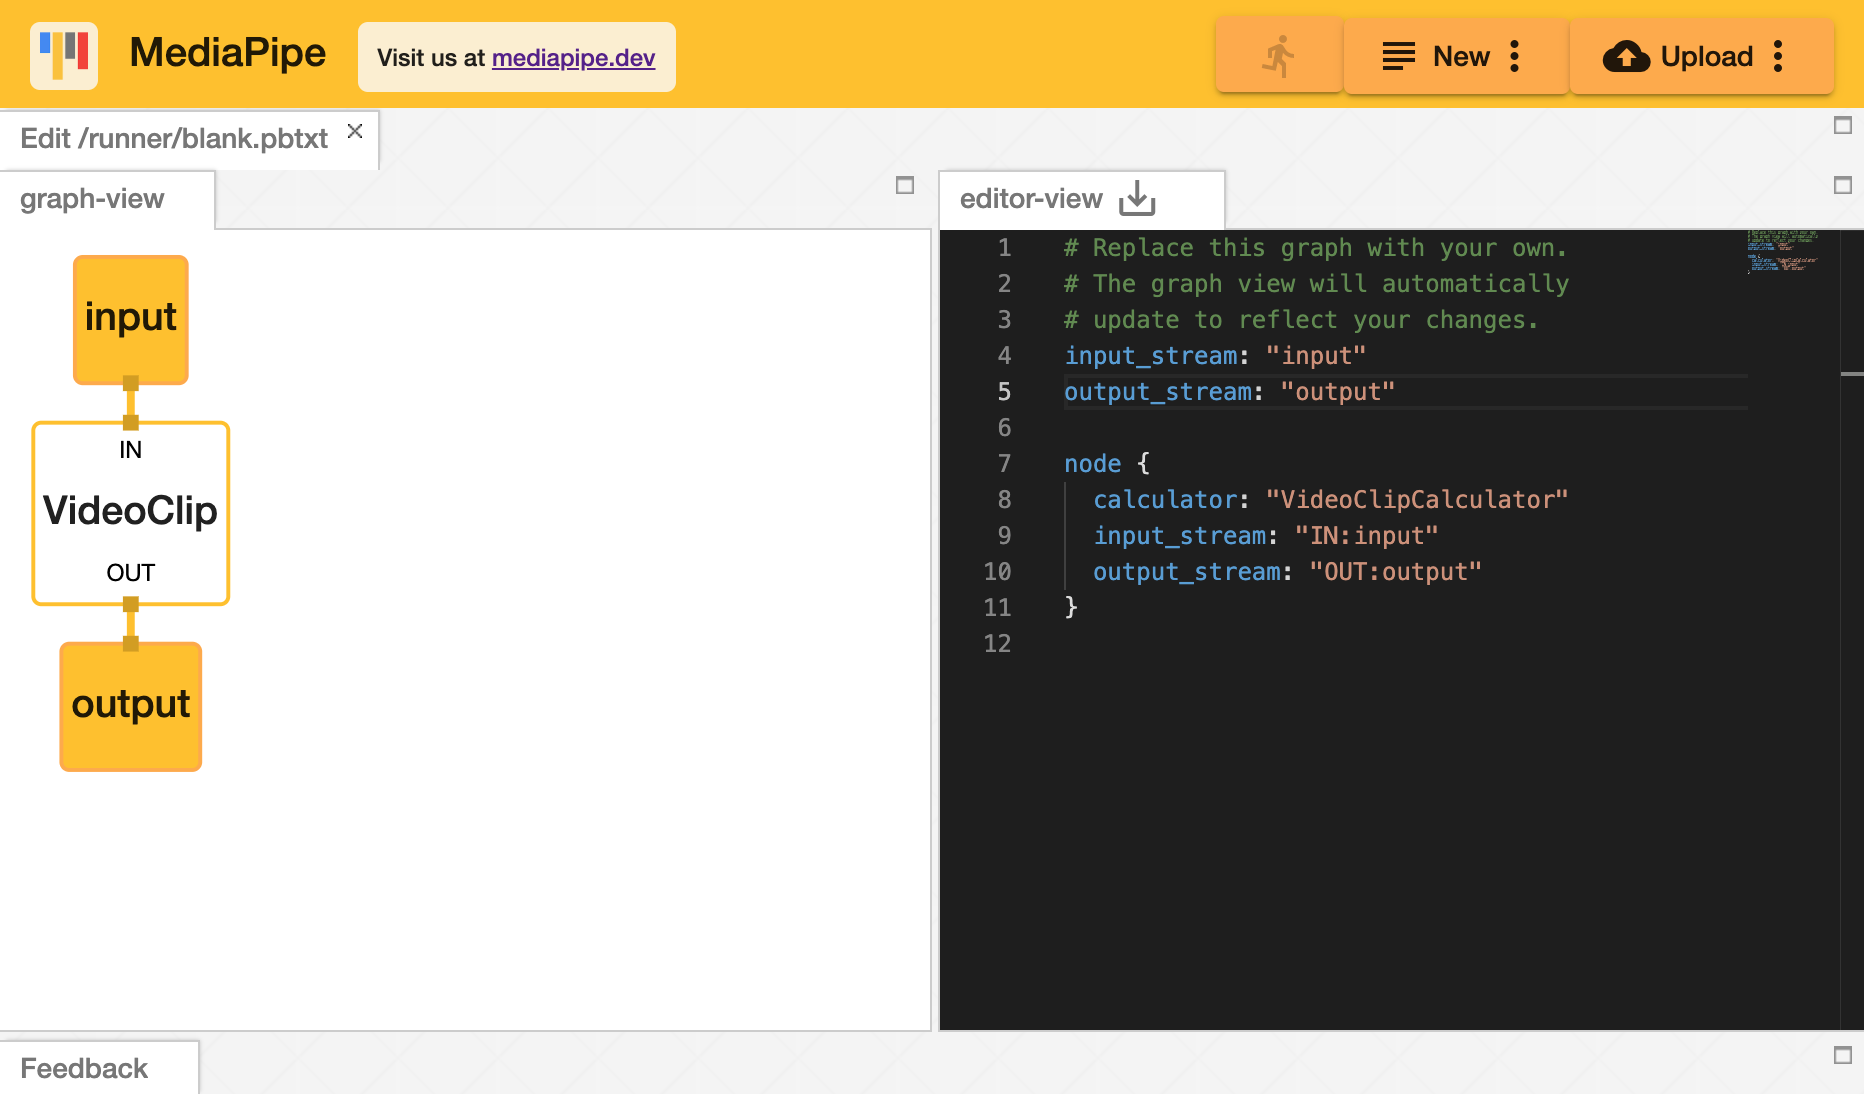 MediaPipe
Visit us at mediapipe.dev
New
Upload
Edit /runner/blank.pbtxt
graph-view
input
IN
VideoClip
OUT
output
editor-view
1 # Replace this graph with your own.
2 # The graph view will automatically
3 # update to reflect your changes.
4 input_stream: "input"
5 output_stream: "output"
6
7 node {
8 calculator: "VideoClipCalculator"
9 input_stream: "IN:input"
10 output_stream: "OUT:output"
11 }
12
Feedback